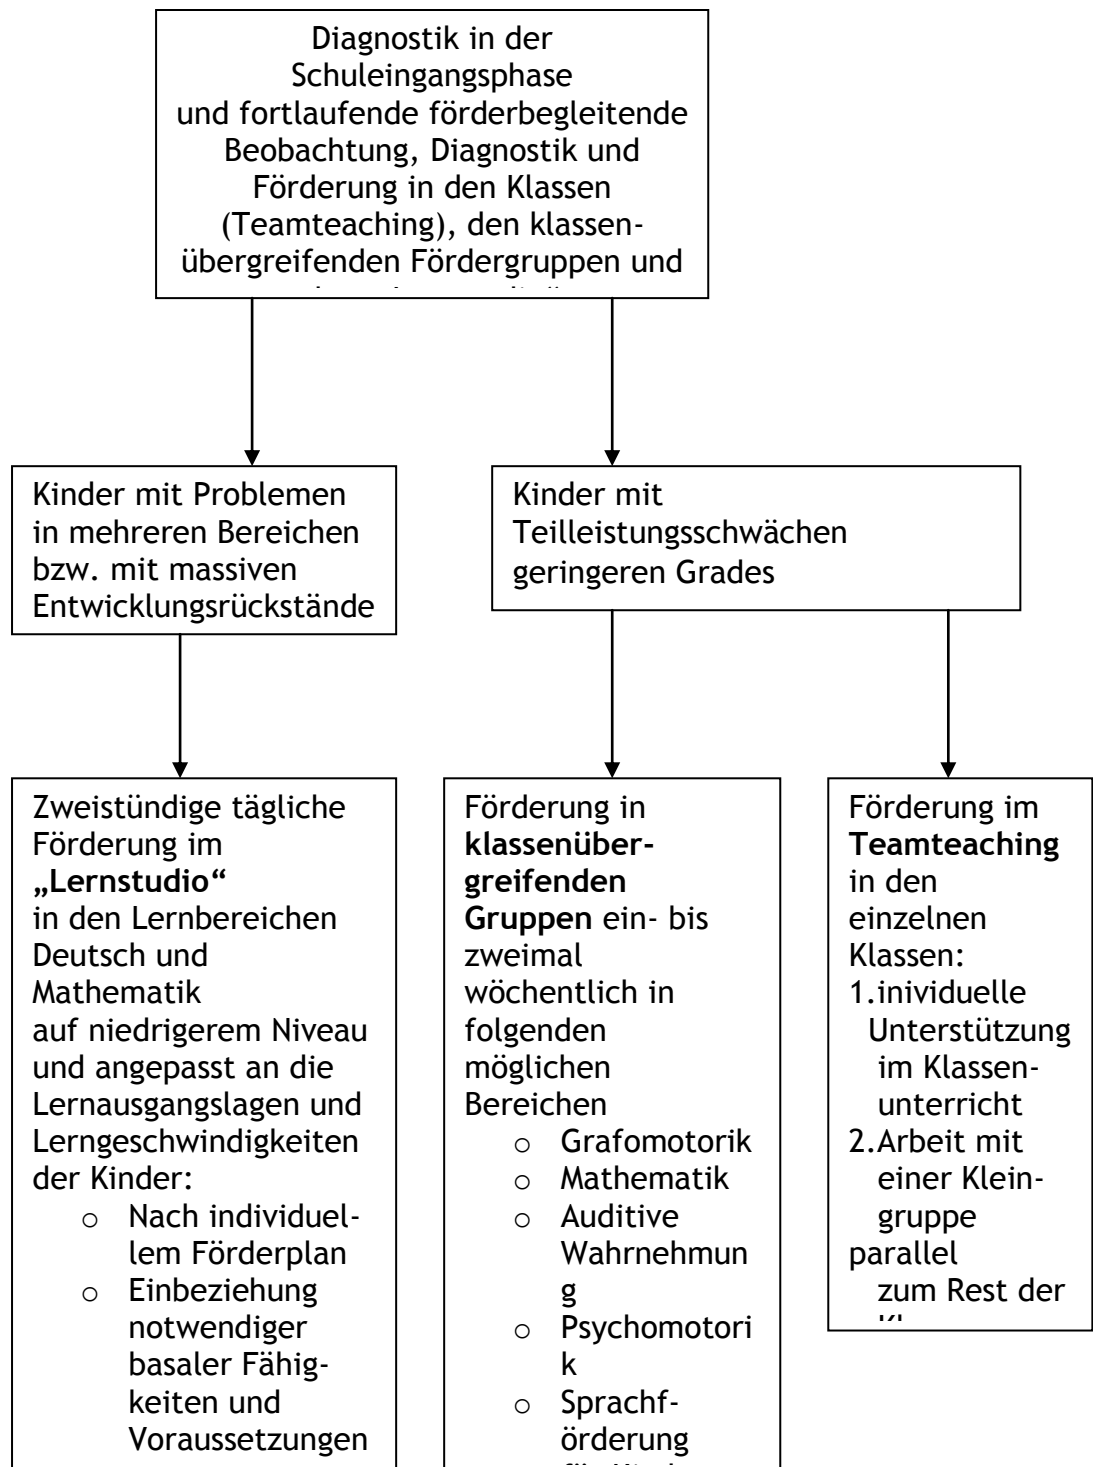 Diagnostik in der
Schuleingangsphase
und fortlaufende förderbegleitende
Beobachtung, Diagnostik und
Förderung in den Klassen
(Teamteaching), den klassen-
übergreifenden Fördergruppen und
Kinder mit Problemen
in mehreren Bereichen
bzw. mit massiven
Entwicklungsrückstände
Kinder mit
Teilleistungsschwächen
geringeren Grades
Zweistündige tägliche
Förderung im
„Lernstudio“
in den Lernbereichen
Deutsch und
Mathematik
auf niedrigerem Niveau
und angepasst an die
Lernausgangslagen und
Lerngeschwindigkeiten
der Kinder:
o Nach individuel-
lem Förderplan
o Einbeziehung
notwendiger
basaler Fähig-
keiten und
Voraussetzungen
Förderung in
klassenüber-
greifenden
Gruppen ein- bis
zweimal
wöchentlich in
folgenden
möglichen
Bereichen
o Grafomotorik
o Mathematik
o Auditive
Wahrnehmun
g
o Psychomotori
k
o Sprachf-
örderung
Förderung im
Teamteaching
in den
einzelnen
Klassen:
1.inividuelle
Unterstützung
im Klassen-
unterricht
2.Arbeit mit
einer Klein-
gruppe
parallel
zum Rest der